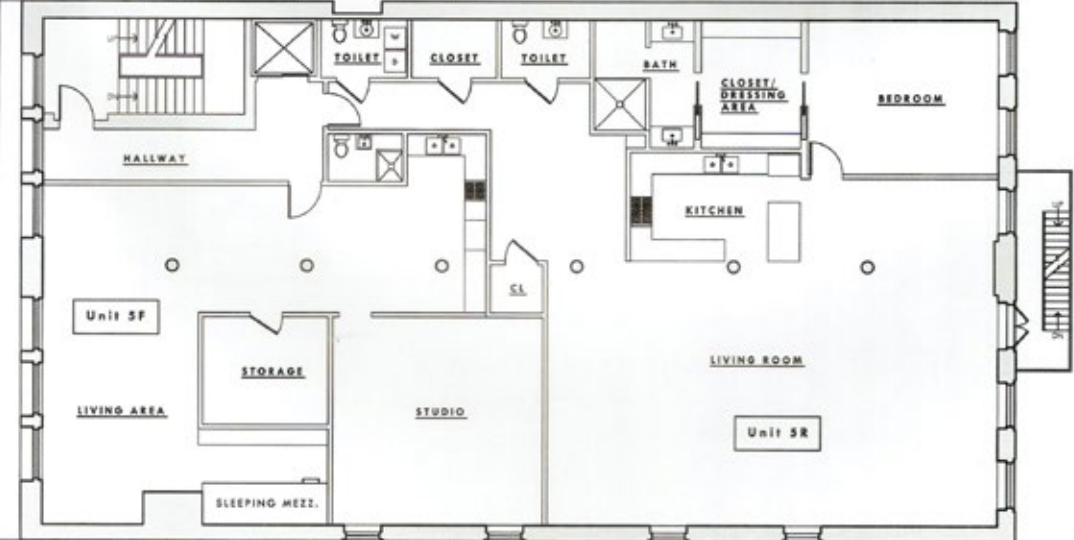 TOILET
CLOSET
TOILET
BATH
CLOSET/
DRESSING
AREA
BEDROOM
HALLWAY
KITCHEN
CL
Unit 5F
STORAGE
LIVING AREA
STUDIO
LIVING ROOM
Unit 5R
SLEEPING MEZZ.